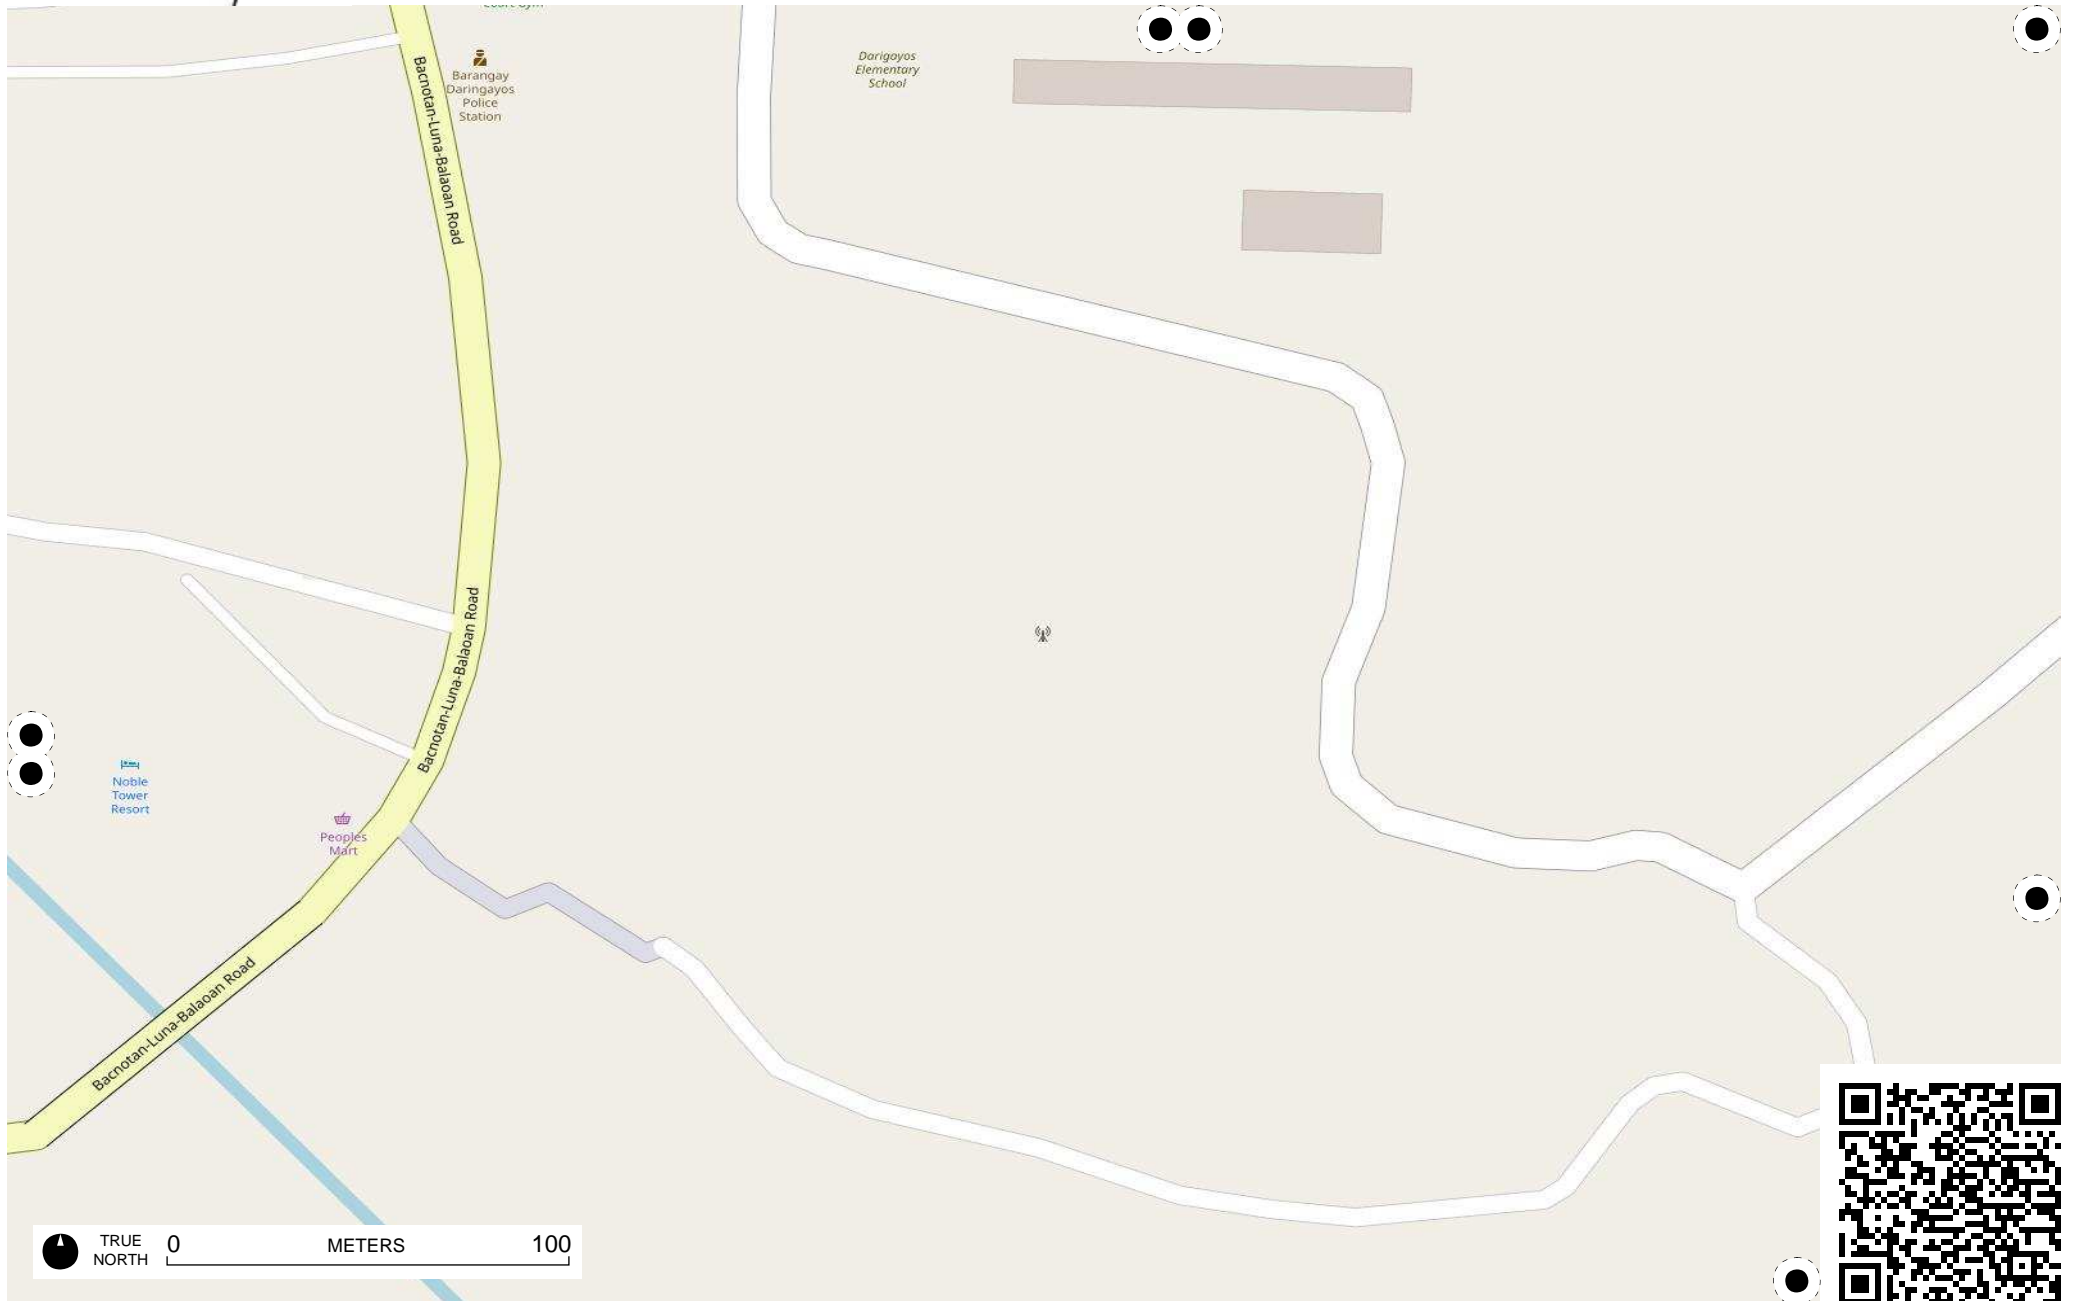 Bacnotan-Luna-Balaoan Road
Barangay
Daringayos
Police
Station
Darigayos
Elementary
School
Bacnotan-Luna-Balaoan Road
Noble
Tower
Resort
Peoples
Mart
Bacnotan-Luna-Balaoan Road
TRUE
NORTH
0 METERS 100